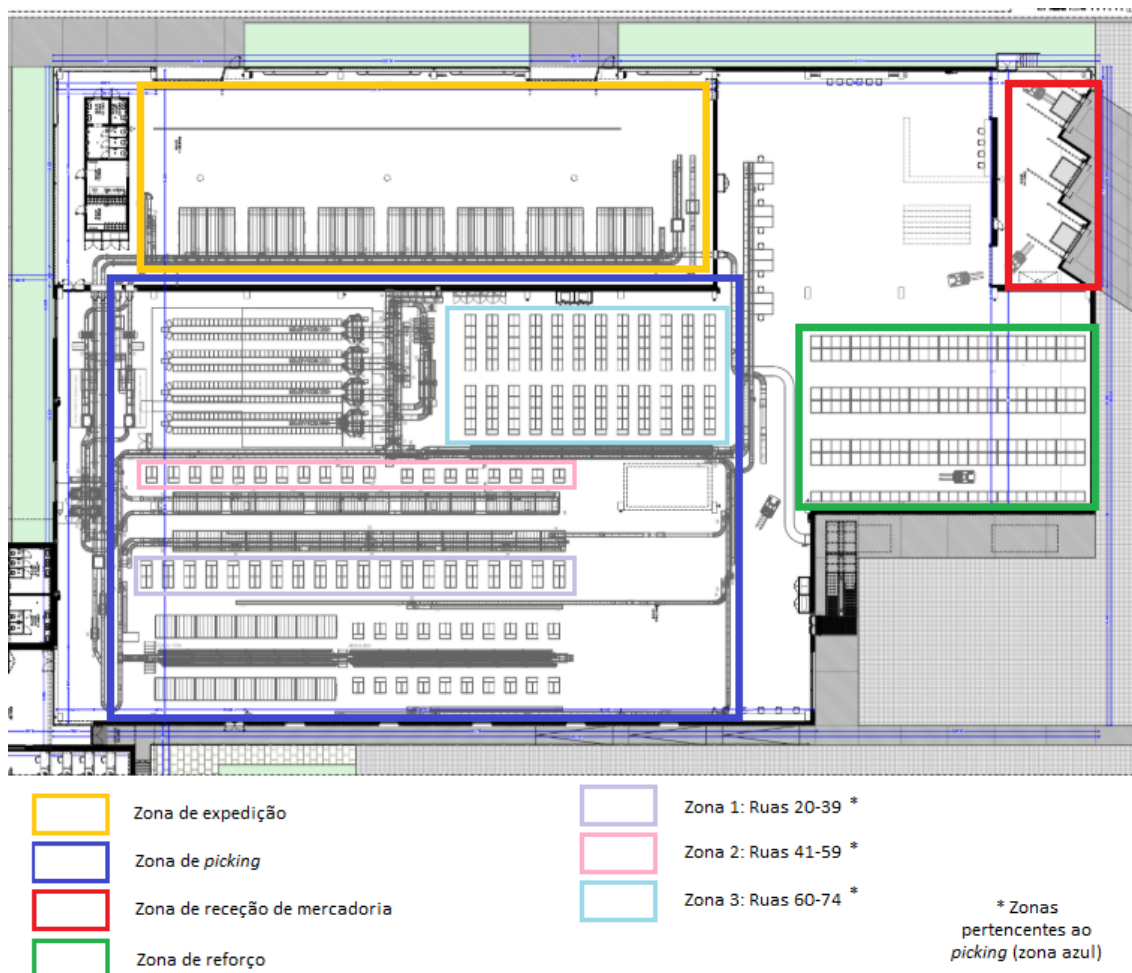 Zona de expedição
Zona de picking
Zona de receção de mercadoria
Zona de reforço
Zona 1: Ruas 20-39 *
Zona 2: Ruas 41-59 *
Zona 3: Ruas 60-74 *
* Zonas
pertencentes ao
picking (zona azul)